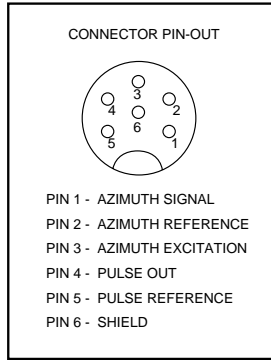 CONNECTOR PIN-OUT
3
4 2
6
5 1
PIN 1 - AZIMUTH SIGNAL
PIN 2 - AZIMUTH REFERENCE
PIN 3 - AZIMUTH EXCITATION
PIN 4 - PULSE OUT
PIN 5 - PULSE REFERENCE
PIN 6 - SHIELD